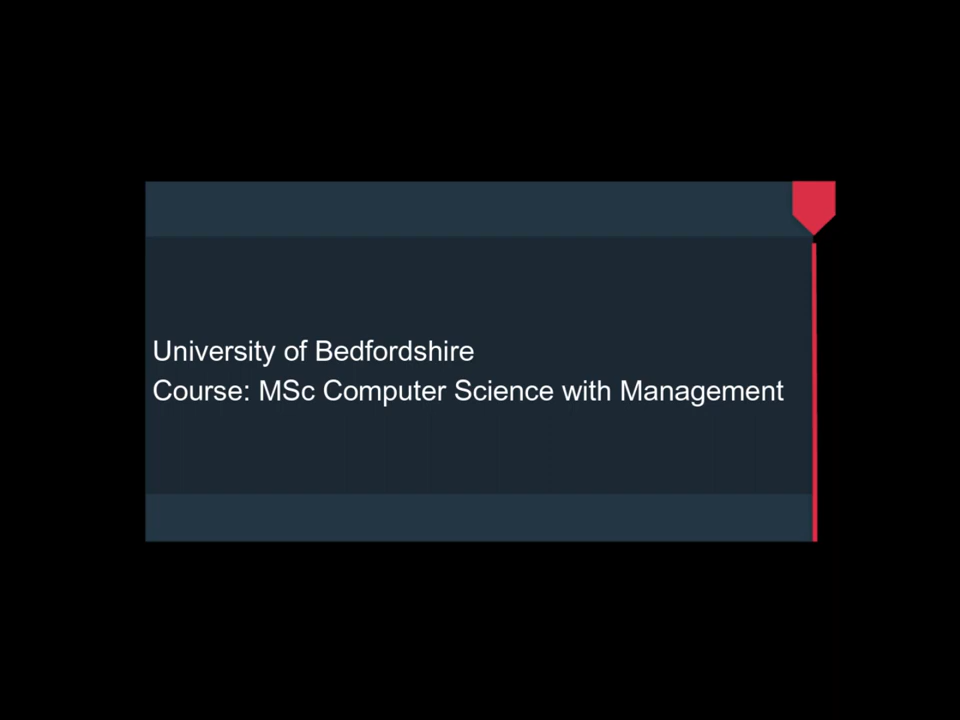 University of Bedfordshire
Course: MSc Computer Science with Management